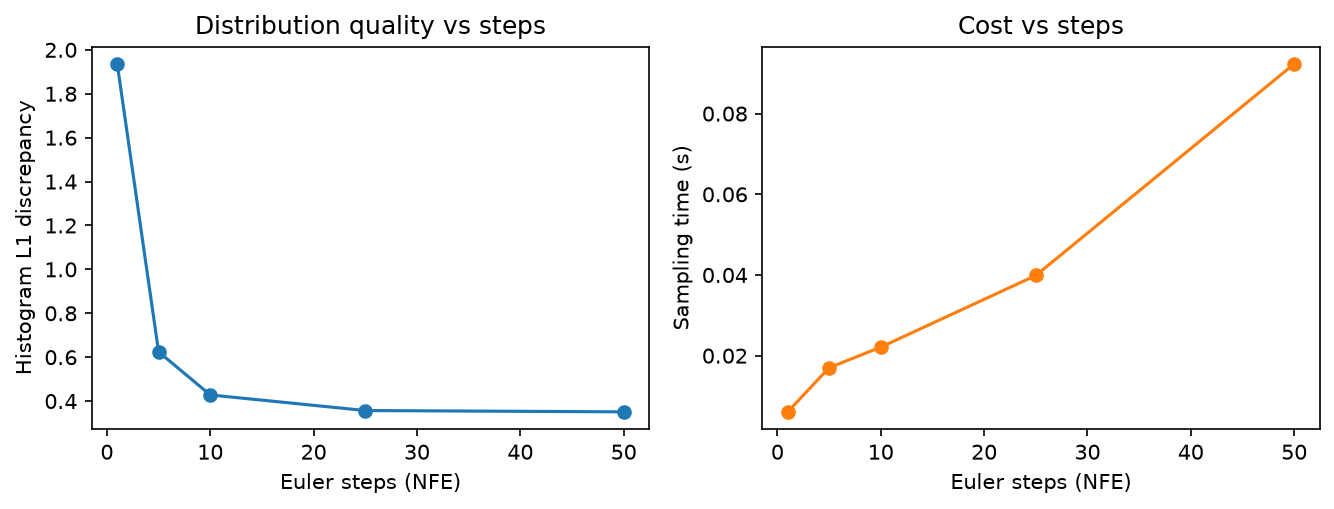 Distribution quality vs steps
Histogram L1 discrepancy
2.0
1.8
1.6
1.4
1.2
1.0
0.8
0.6
0.4
0 10 20 30 40 50
Euler steps (NFE)
Cost vs steps
Sampling time (s)
0.08
0.06
0.04
0.02
0 10 20 30 40 50
Euler steps (NFE)